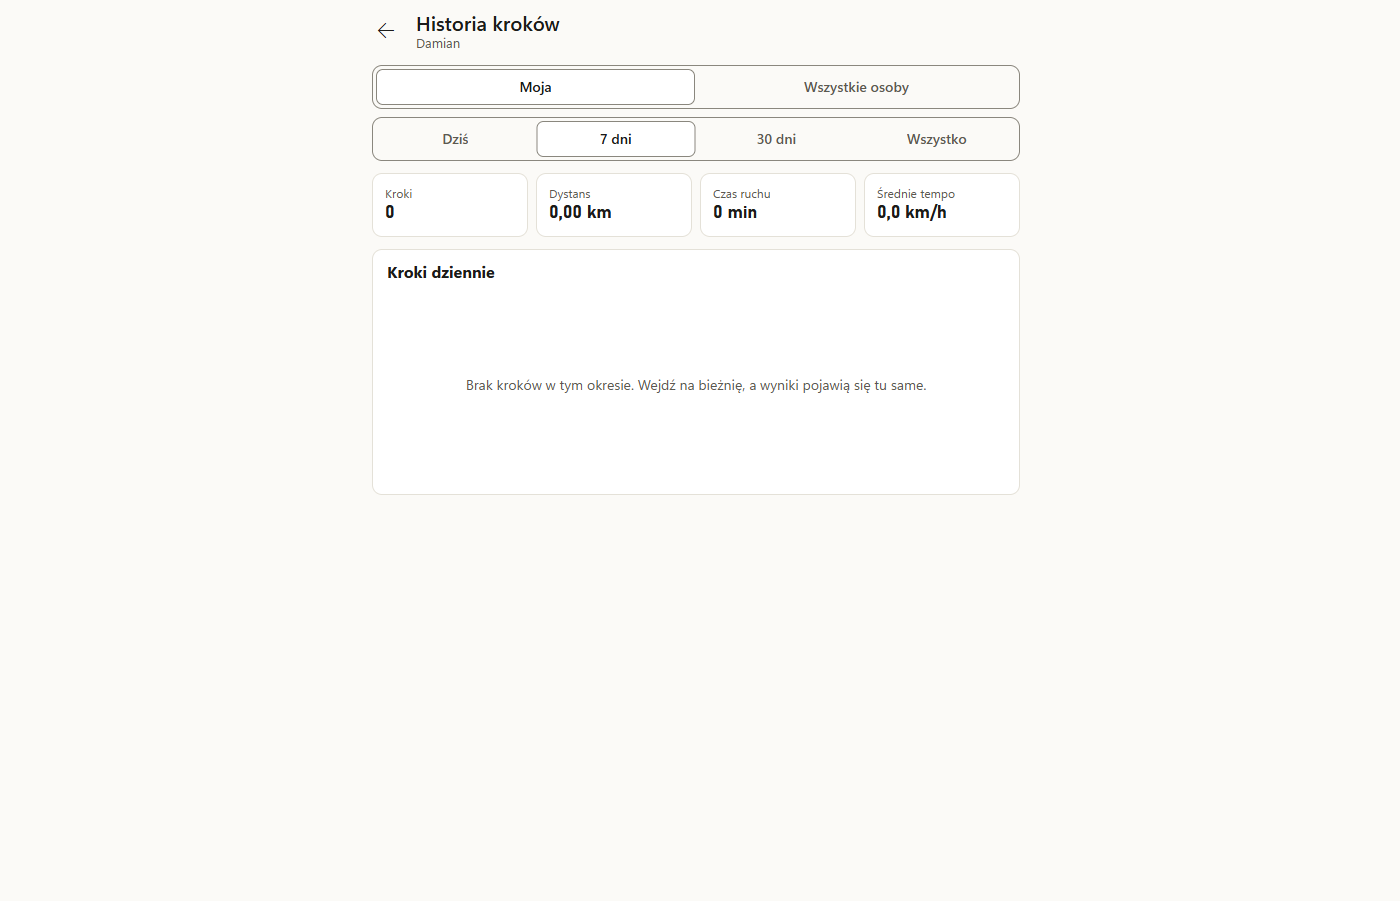 Historia kroków
Damian
Moja
Wszystkie osoby
Dziś
7 dni
30 dni
Wszystko
Kroki
0
Dystans
0,00 km
Czas ruchu
0 min
Średnie tempo
0,0 km/h
Kroki dziennie
Brak kroków w tym okresie. Wejdź na bieżnię, a wyniki pojawią się tu same.